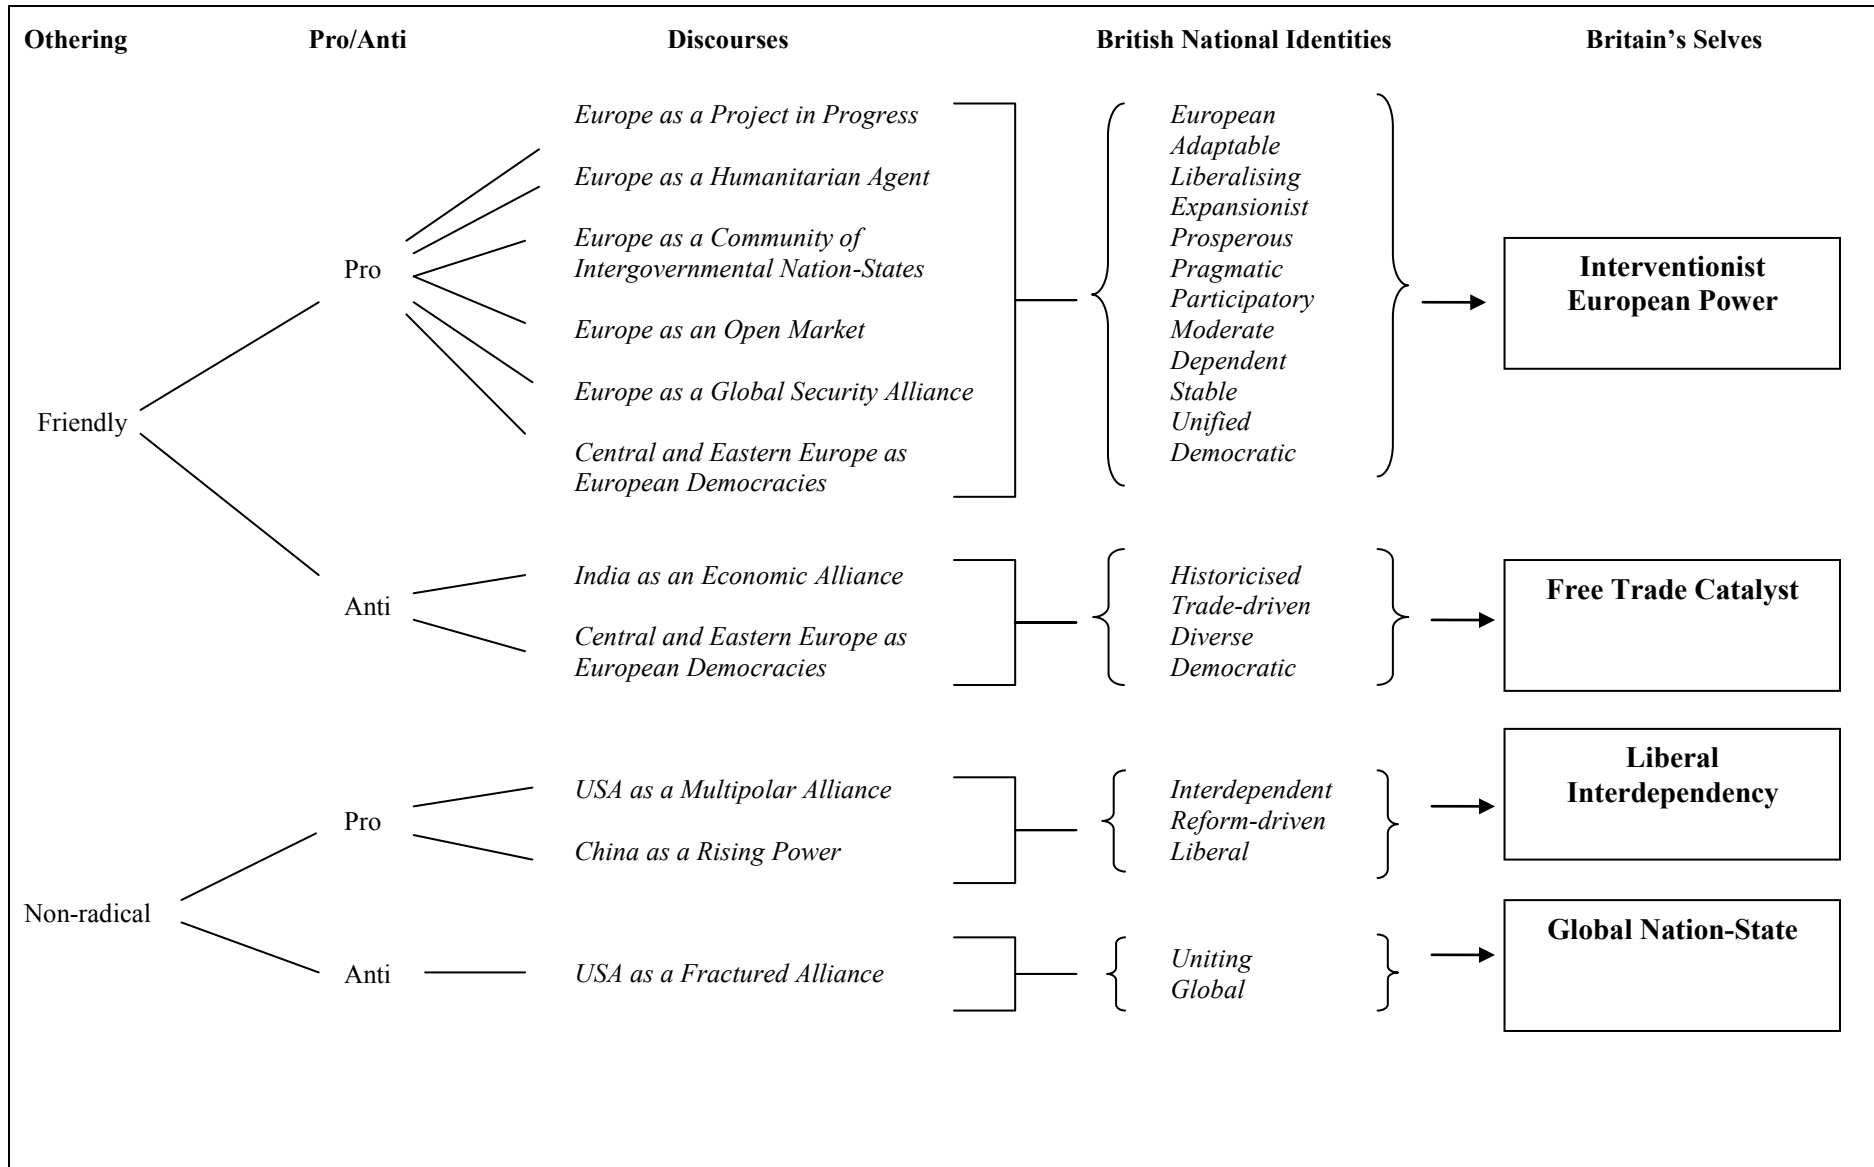 Othering
Pro/Anti
Discourses
British National Identities
Britain's Selves
Friendly
Pro
Europe as a Project in Progress
Europe as a Humanitarian Agent
Europe as a Community of
Intergovernmental Nation-States
Europe as an Open Market
Europe as a Global Security Alliance
Central and Eastern Europe as
European Democracies
European
Adaptable
Liberalising
Expansionist
Prosperous
Pragmatic
Participatory
Moderate
Dependent
Stable
Unified
Democratic
Interventionist
European Power
Anti
India as an Economic Alliance
Central and Eastern Europe as
European Democracies
Historicised
Trade-driven
Diverse
Democratic
Free Trade Catalyst
Non-radical
Pro
USA as a Multipolar Alliance
China as a Rising Power
Interdependent
Reform-driven
Liberal
Liberal
Interdependency
Anti
USA as a Fractured Alliance
Uniting
Global
Global Nation-State